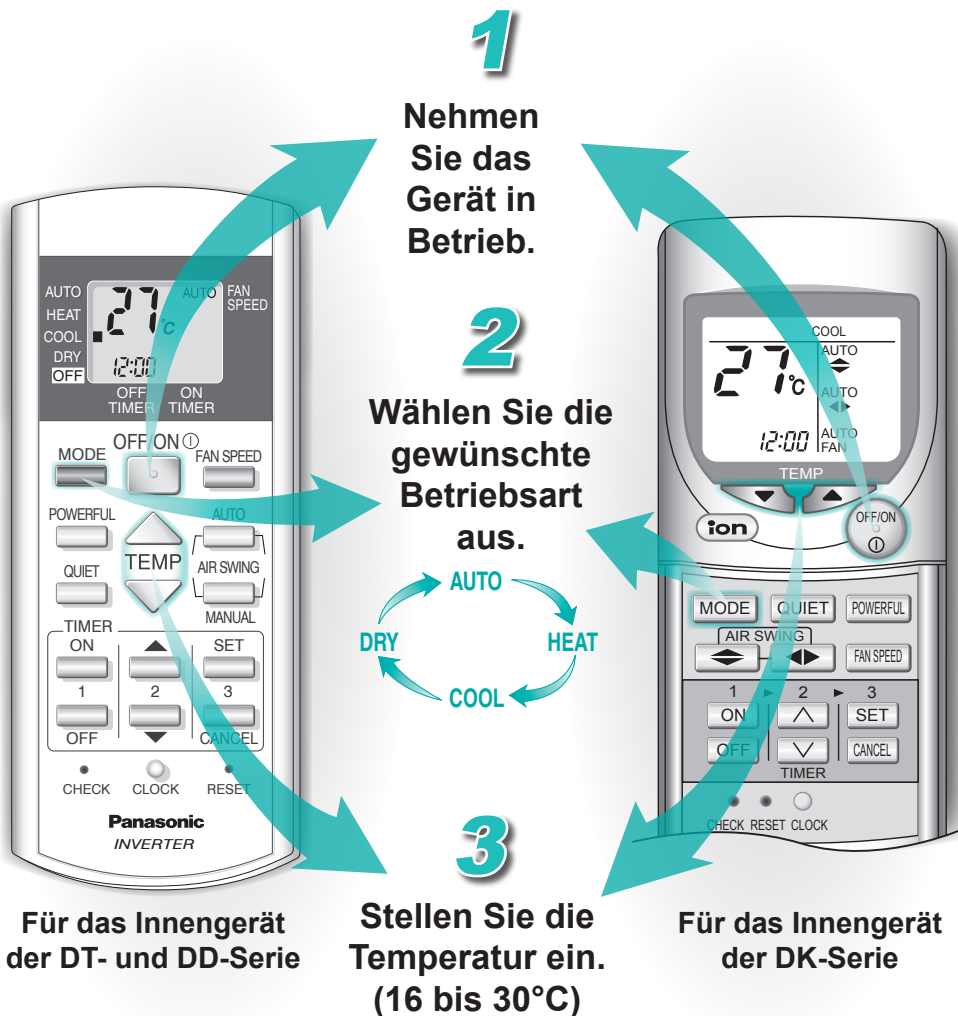 1
Nehmen
Sie das
Gerät in
Betrieb.
2
Wählen Sie die
gewünschte
Betriebsart
aus.
AUTO
DRY
HEAT
COOL
3
Stellen Sie die
Temperatur ein.
(16 bis 30°C)
AUTO
HEAT
COOL
DRY
OFF
27°C
AUTO
FAN
SPEED
12:00
OFF
TIMER
ON
TIMER
MODE
OFF/ON
FAN SPEED
POWERFUL
TEMP
AUTO
QUIET
AIR SWING
MANUAL
TIMER
ON
SET
1
2
3
OFF
CANCEL
CHECK
CLOCK
RESET
Panasonic
INVERTER
Für das Innengerät
der DT- und DD-Serie
COOL
27°C
AUTO
AUTO
12:00
AUTO
FAN
TEMP
ion
OFF/ON
MODE
QUIET
POWERFUL
AIR SWING
FAN SPEED
1
2
3
ON
SET
OFF
CANCEL
TIMER
CHECK RESET CLOCK
Für das Innengerät
der DK-Serie